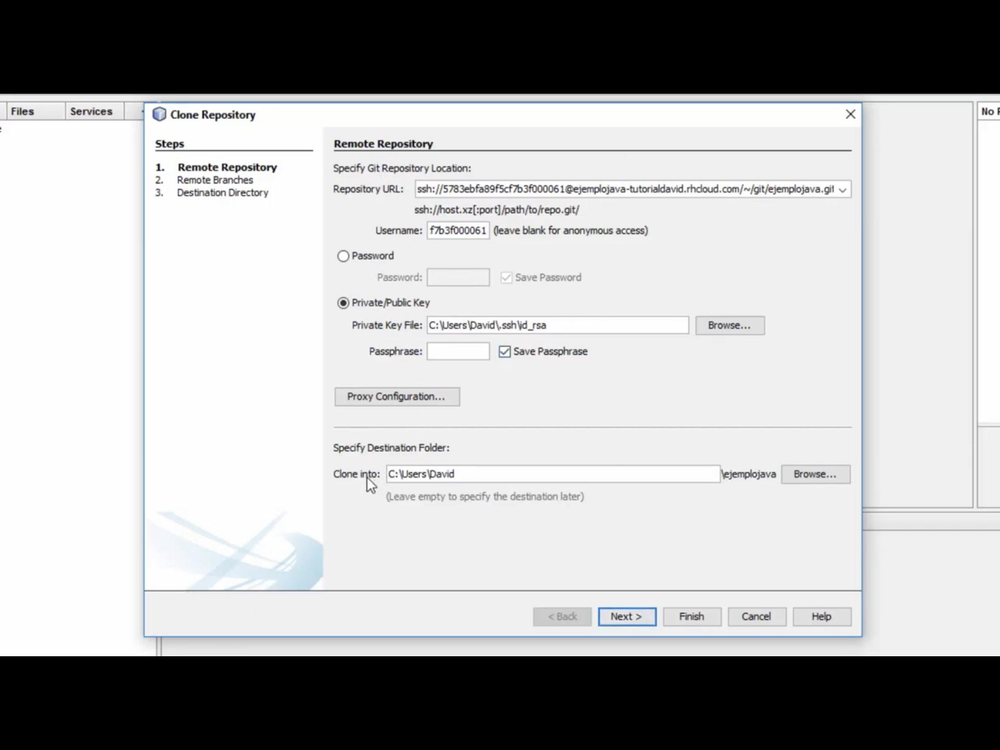 Files
Services
No
Clone Repository
Steps
1. Remote Repository
2. Remote Branches
3. Destination Directory
Remote Repository
Specify Git Repository Location:
Repository URL: ssh://5783ebfa89f5cf7b3f000061@ejemplojava-tutorialdavid.rhcloud.com/~/git/ejemplojava.git
ssh://host.xz[:port]/path/to/repo.git/
Username: f7b3f000061 (leave blank for anonymous access)
Password
Password: Save Password
Private/Public Key
Private Key File: C:\Users\David\.ssh\id_rsa Browse...
Passphrase: Save Passphrase
Proxy Configuration...
Specify Destination Folder:
Clone into: C:\Users\David \ejemplojava Browse...
(Leave empty to specify the destination later)
< Back Next > Finish Cancel Help